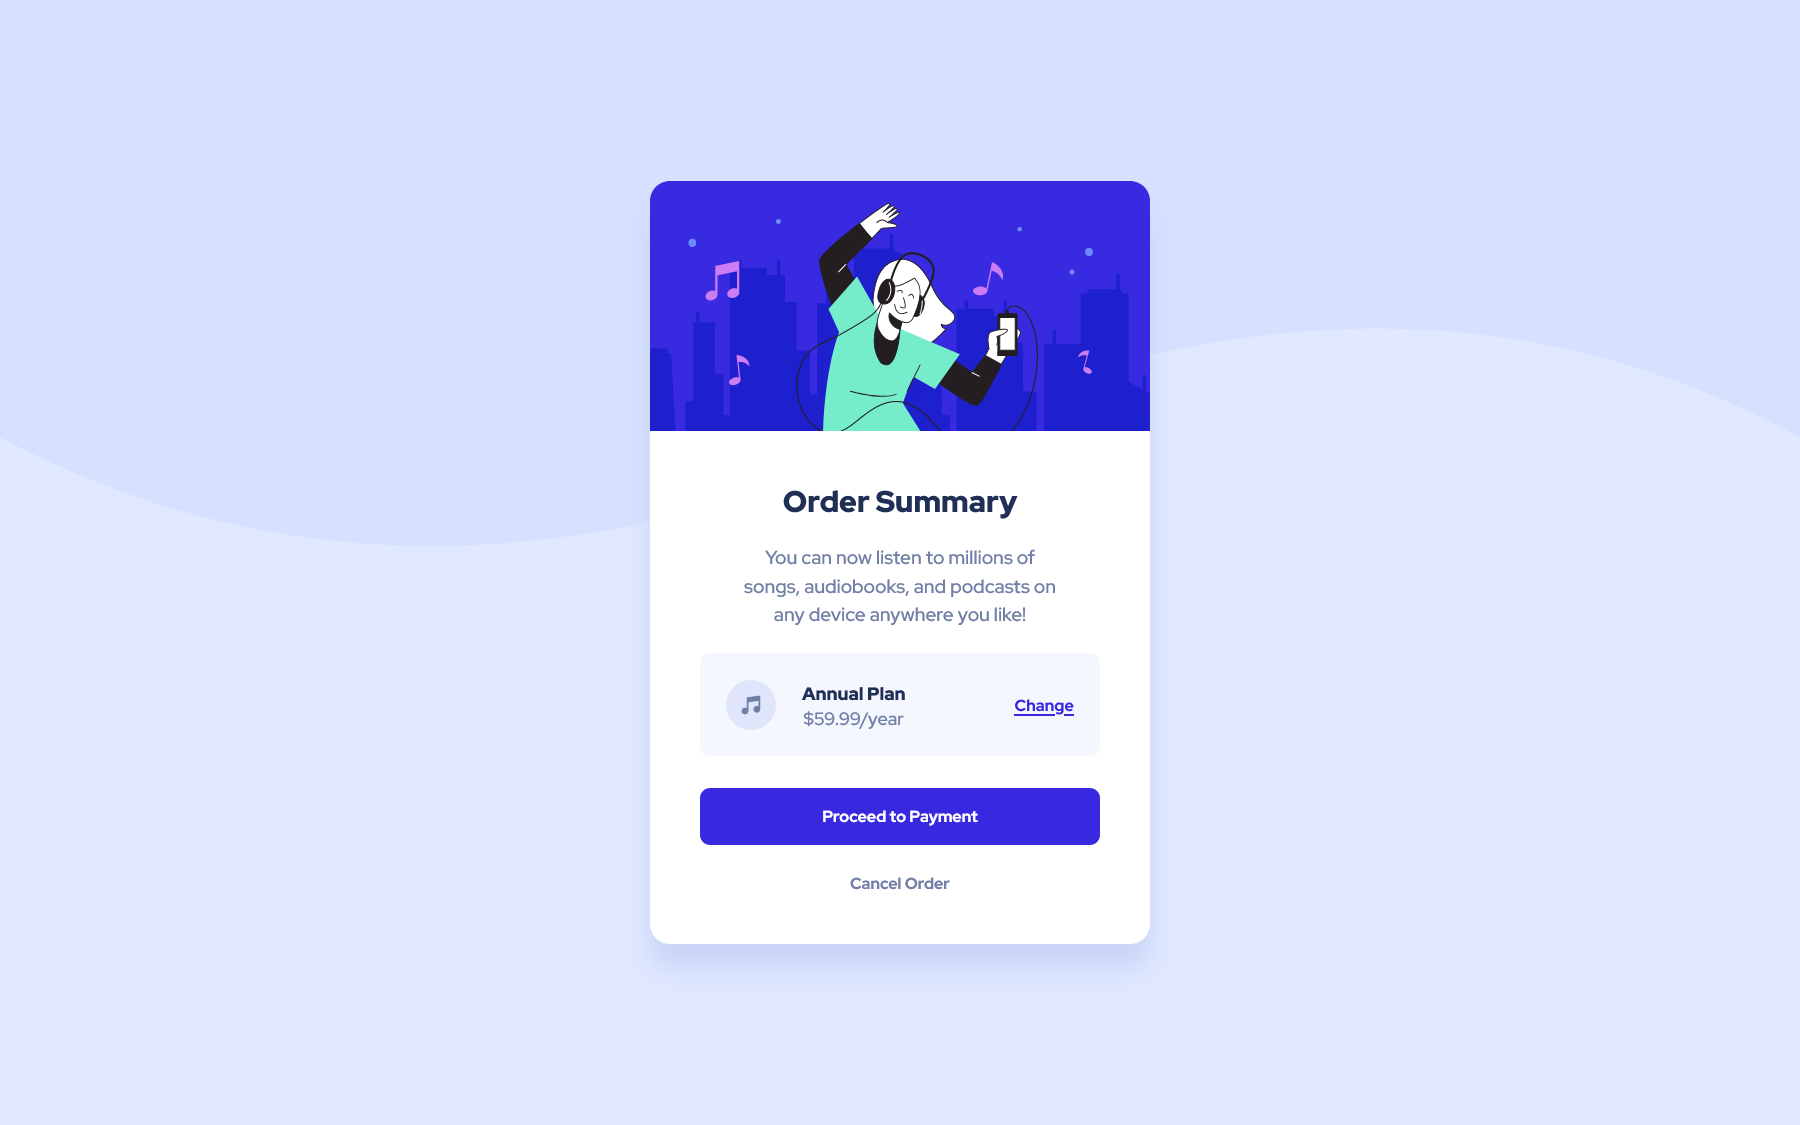 Order Summary
You can now listen to millions of
songs, audiobooks, and podcasts on
any device anywhere you like!
Annual Plan
$59.99/year
Change
Proceed to Payment
Cancel Order